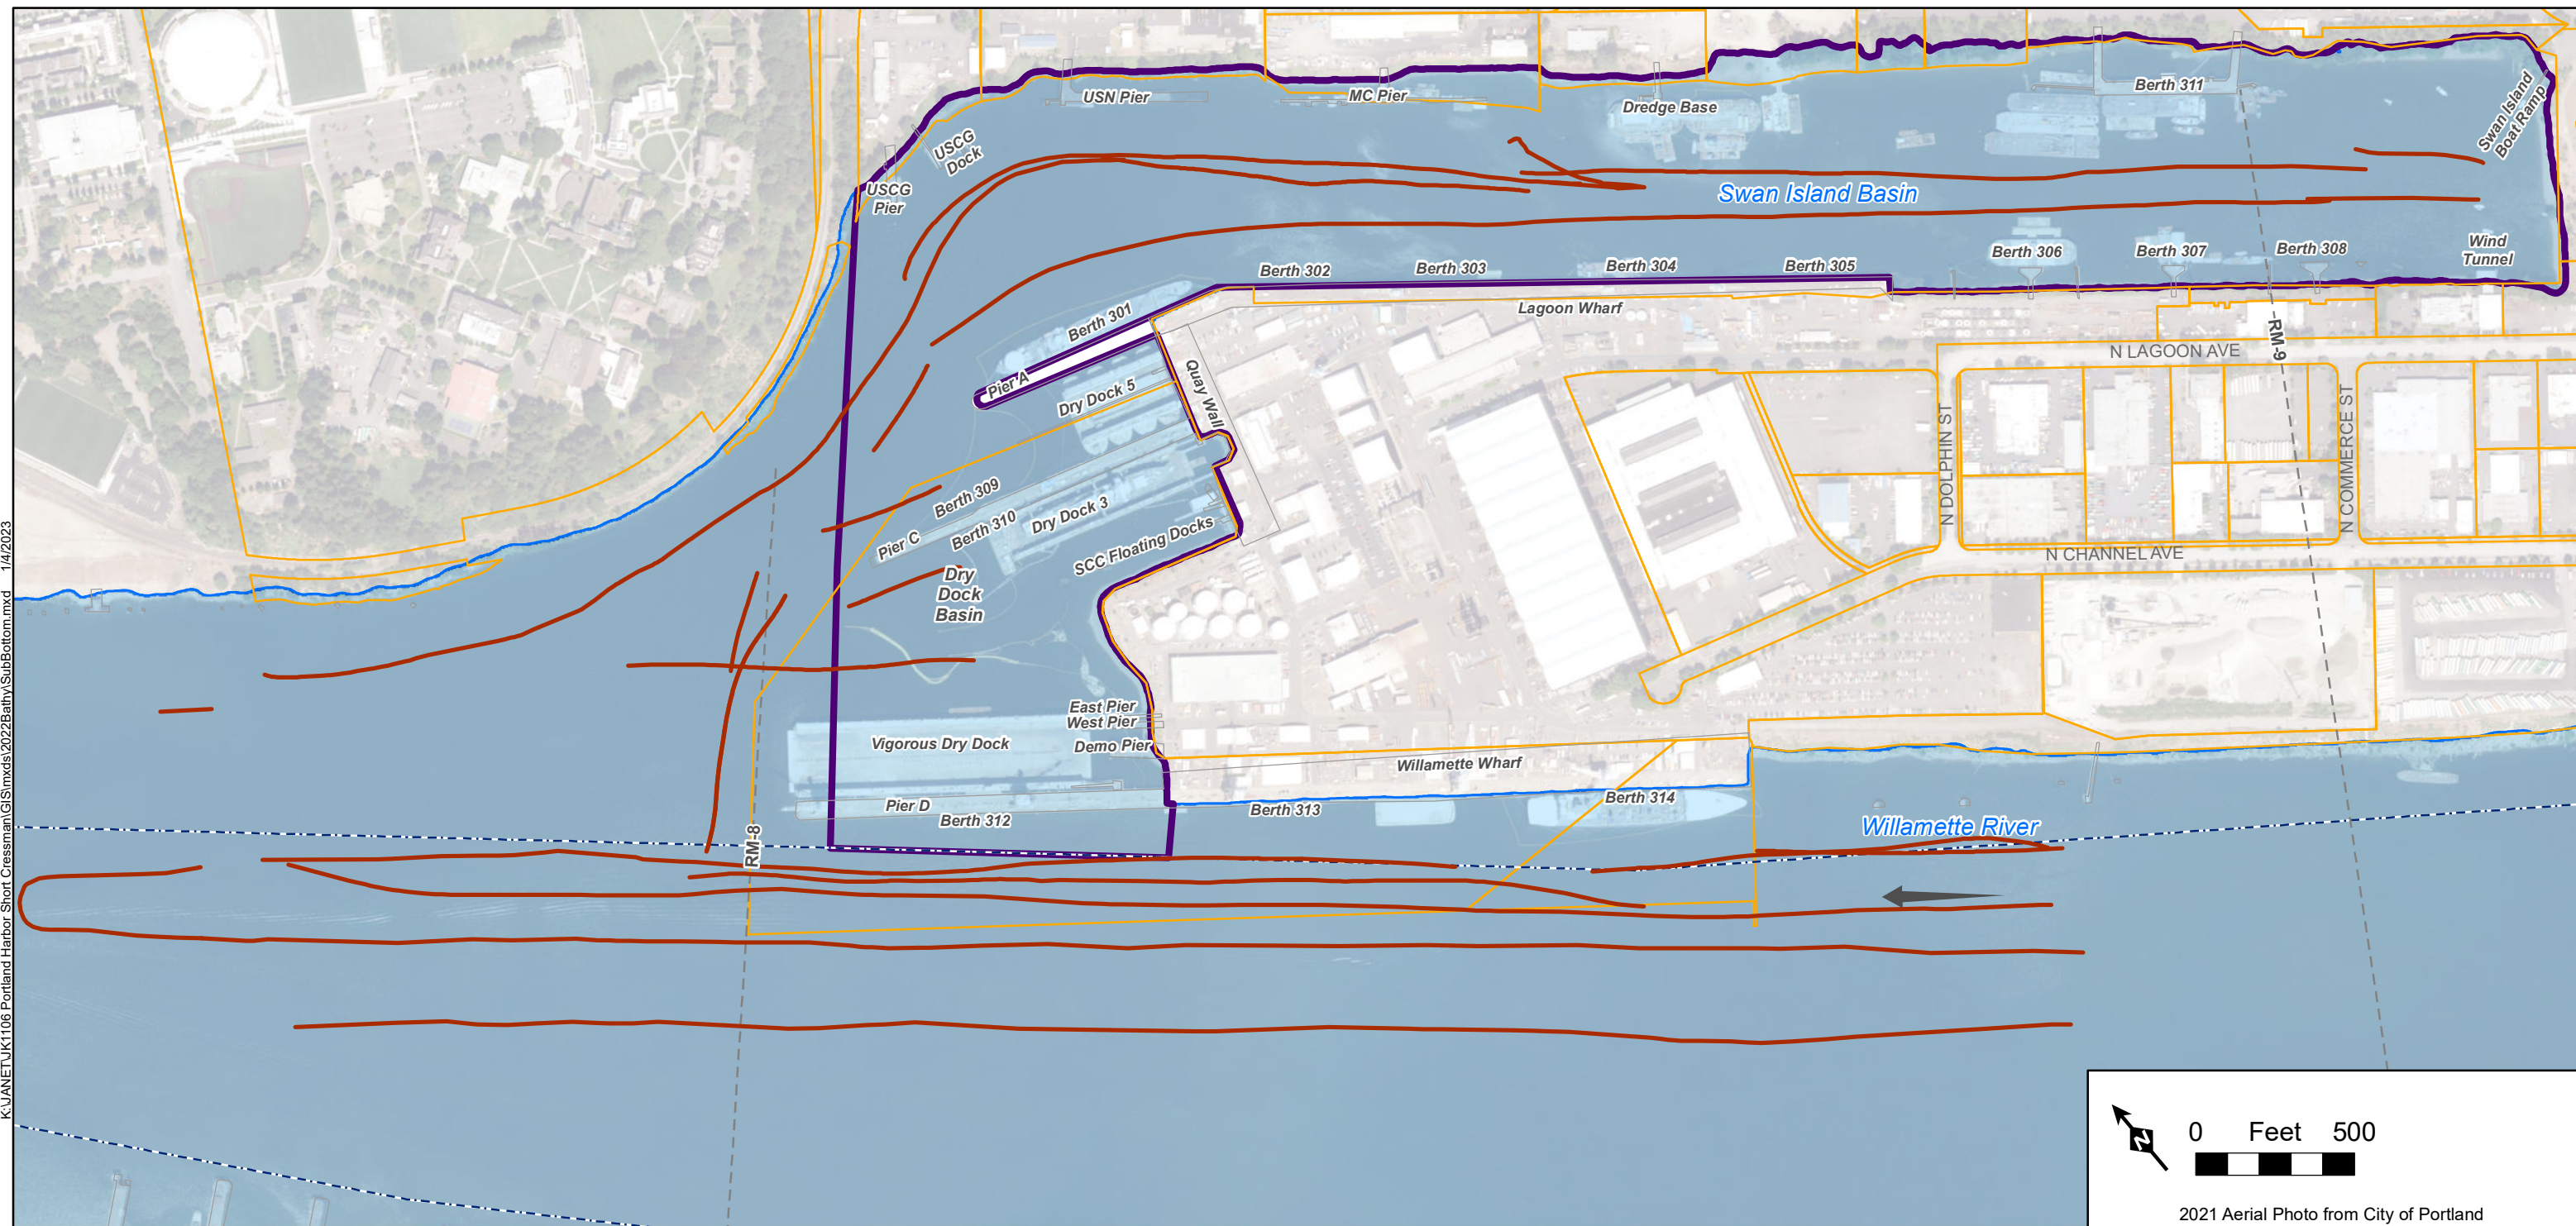 K:\JANET\JK1106 Portland Harbor Short Cressman\GIS\mxds\2022Bathy\SubBottom.mxd 1/4/2023
USN Pier
MC Pier
Dredge Base
Berth 311
Swan Island
Boat Ramp
USCG
Dock
USCG
Pier
Swan Island Basin
Berth 302
Berth 303
Berth 304
Berth 305
Berth 306
Berth 307
Berth 308
Wind
Tunnel
Berth 301
Lagoon Wharf
Pier A
Dry Dock 5
Quay Wall
N LAGOON AVE
RM-9
N DOLPHIN ST
N COMMERCE ST
Berth 309
Pier C
Berth 310
Dry Dock 3
SCC Floating Docks
N CHANNEL AVE
Dry
Dock
Basin
East Pier
West Pier
Demo Pier
Vigorous Dry Dock
Willamette Wharf
Pier D
Berth 312
Berth 313
Berth 314
Willamette River
RM-8
N
0 Feet 500
2021 Aerial Photo from City of Portland